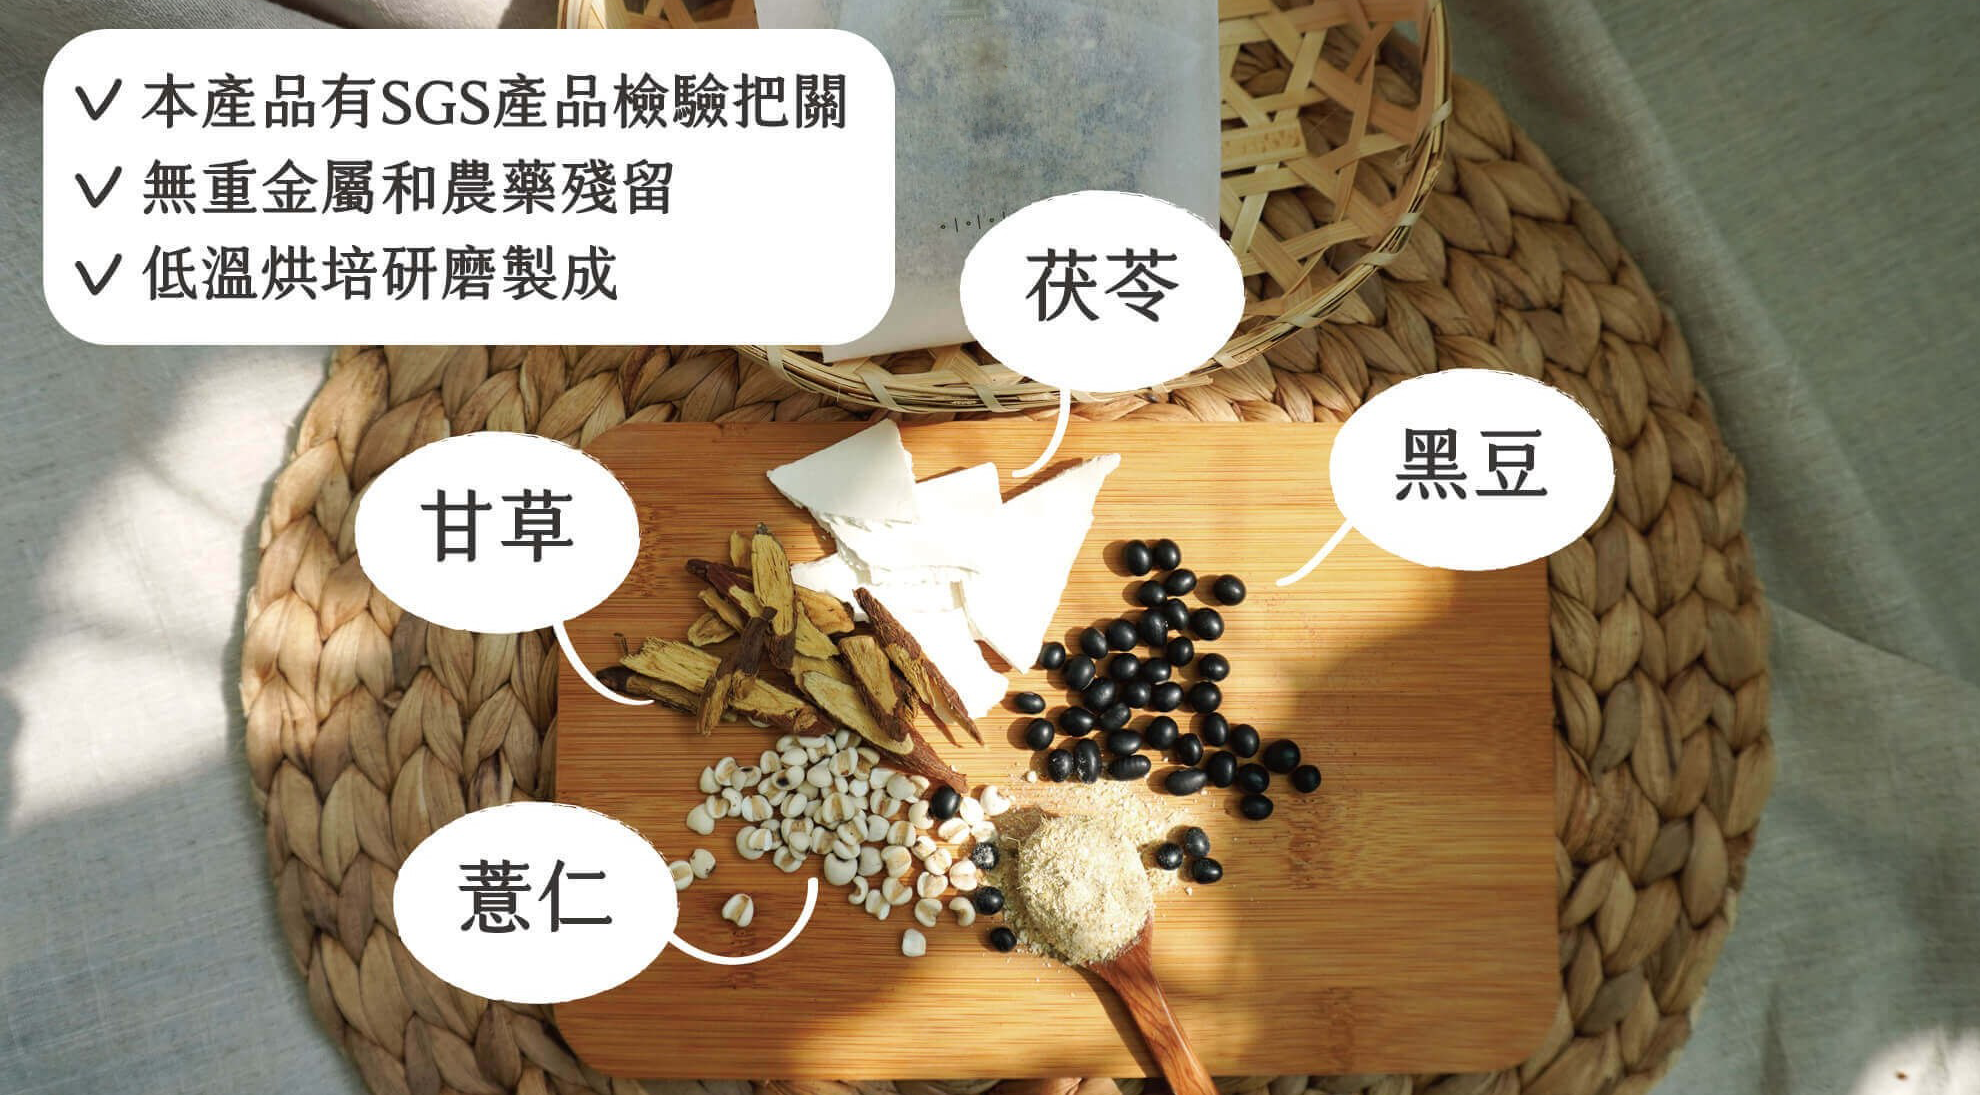 ✓ 本產品有SGS產品檢驗把關
✓ 無重金屬和農藥殘留
✓ 低溫烘培研磨製成
茯苓
黑豆
甘草
薏仁